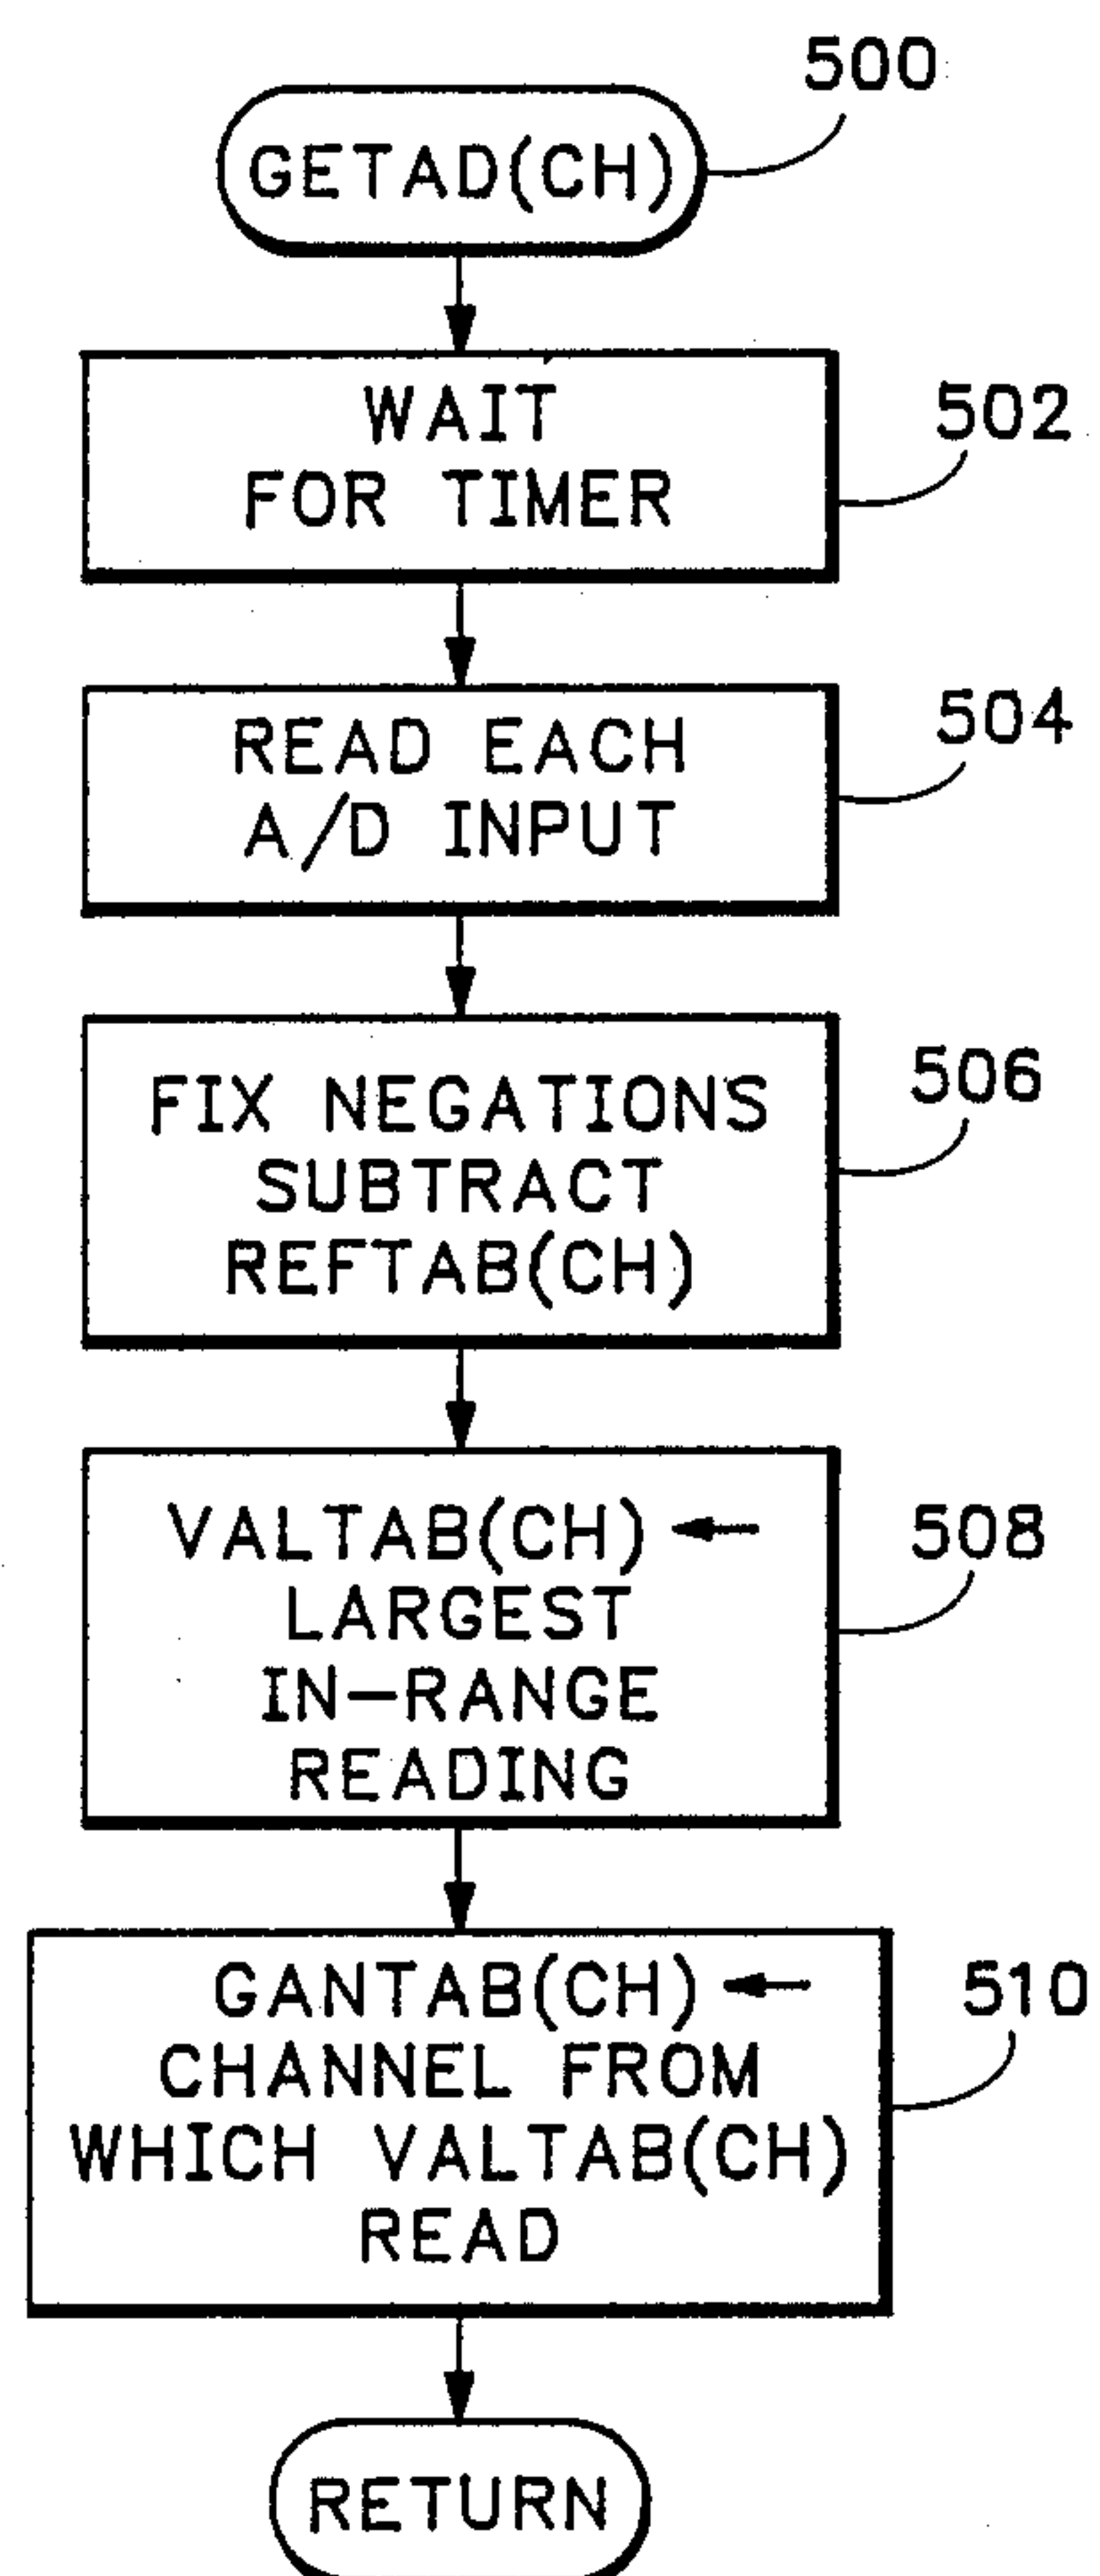 500
GETAD(CH)
WAIT
FOR TIMER
502
READ EACH
A/D INPUT
504
FIX NEGATIONS
SUBTRACT
REFTAB(CH)
506
VALTAB(CH) ←
LARGEST
IN-RANGE
READING
508
GANTAB(CH) ←
CHANNEL FROM
WHICH VALTAB(CH)
READ
510
RETURN